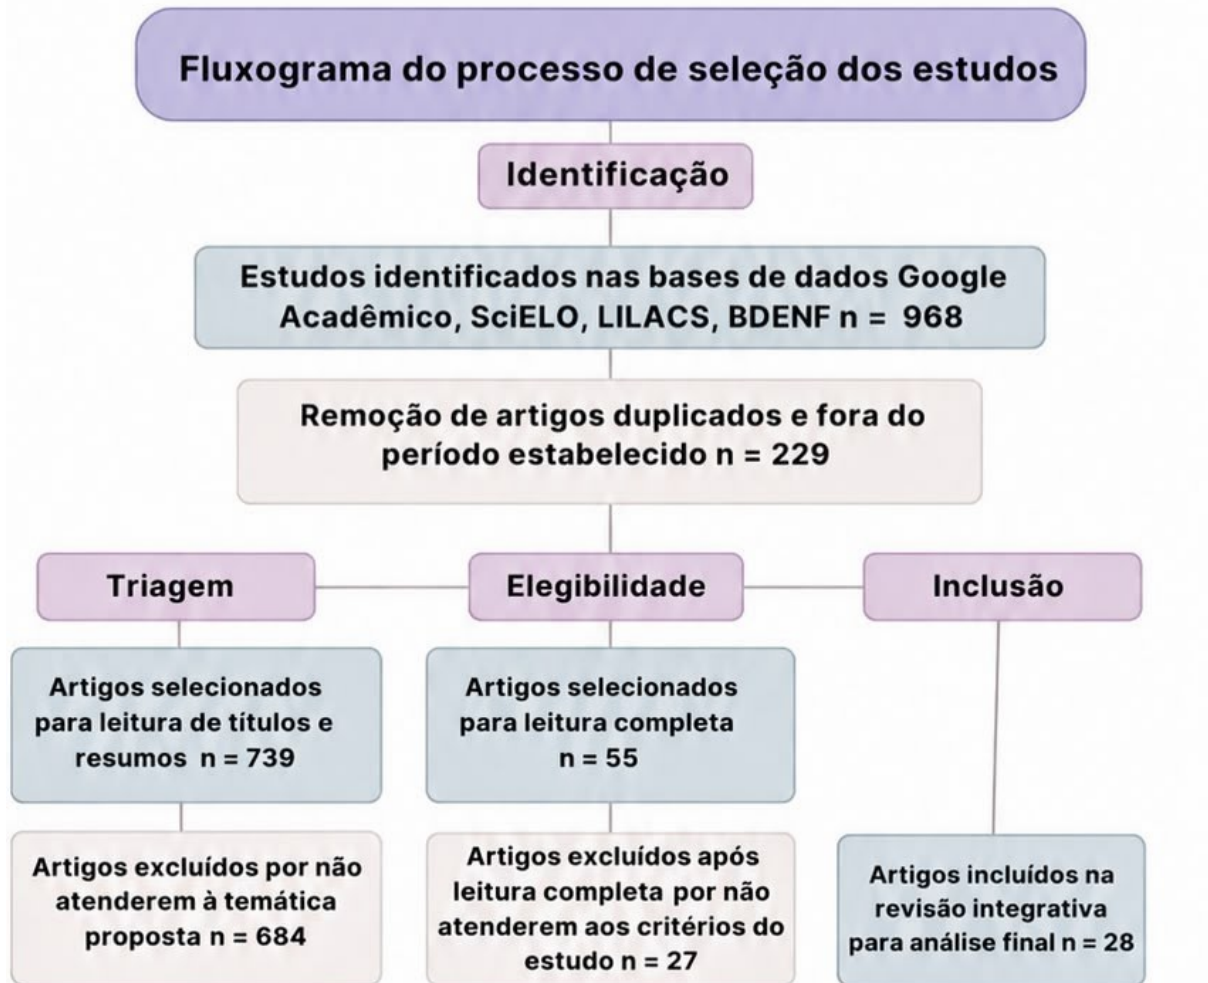 Fluxograma do processo de seleção dos estudos
Identificação
Estudos identificados nas bases de dados Google
Acadêmico, SciELO, LILACS, BDENF n = 968
Remoção de artigos duplicados e fora do
período estabelecido n = 229
Triagem
Artigos selecionados
para leitura de títulos e
resumos n = 739
Artigos excluídos por não
atenderem à temática
proposta n = 684
Elegibilidade
Artigos selecionados
para leitura completa
n = 55
Artigos excluídos após
leitura completa por não
atenderem aos critérios do
estudo n = 27
Inclusão
Artigos incluídos na
revisão integrativa
para análise final n = 28